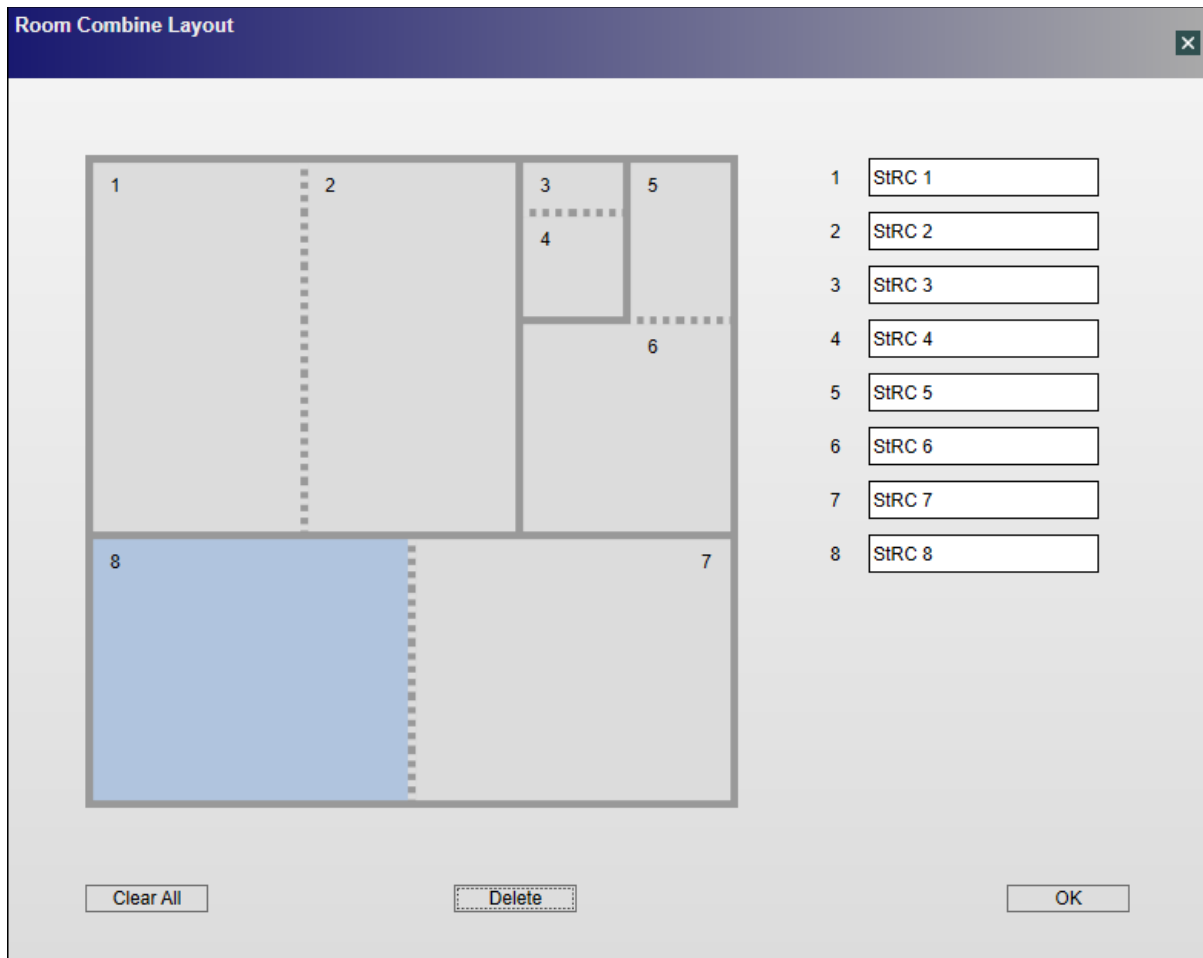 Room Combine Layout
1
2
3
5
4
6
8
7
1 StRC 1
2 StRC 2
3 StRC 3
4 StRC 4
5 StRC 5
6 StRC 6
7 StRC 7
8 StRC 8
Clear All
Delete
OK